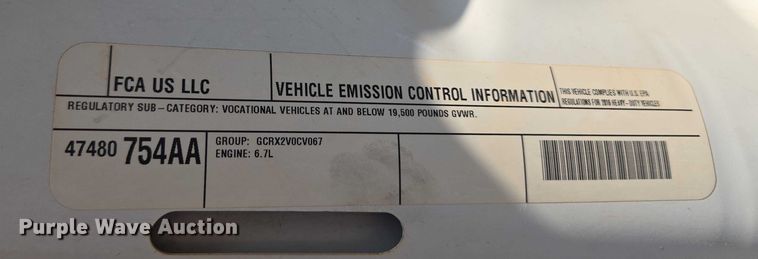 FCA US LLC
VEHICLE EMISSION CONTROL INFORMATION
THIS VEHICLE COMPLIES WITH U.S. EPA
REGULATIONS FOR 2016 HEAVY-DUTY VEHICLES
REGULATORY SUB-CATEGORY: VOCATIONAL VEHICLES AT AND BELOW 19,500 POUNDS GVWR.
47480 754AA
GROUP: GCRX2V0CV067
ENGINE: 6.7L
Purple Wave Auction